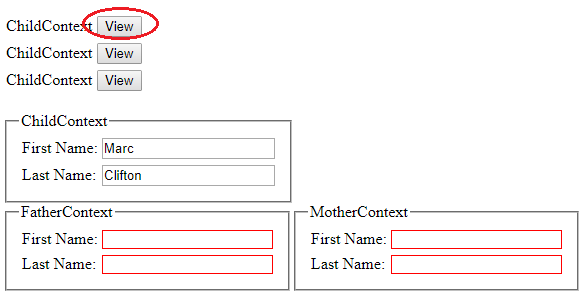 ChildContext View
ChildContext View
ChildContext View
ChildContext
First Name: Marc
Last Name: Clifton
FatherContext
First Name:
Last Name:
MotherContext
First Name:
Last Name: